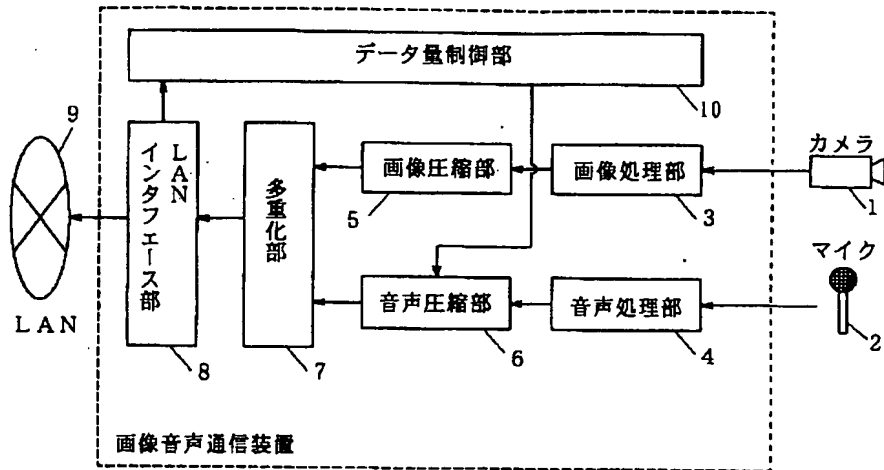 データ量制御部
10
9
LAN
インタフェース部
8
多重化部
7
画像圧縮部
5
画像処理部
3
カメラ
1
音声圧縮部
6
音声処理部
4
マイク
2
LAN
画像音声通信装置